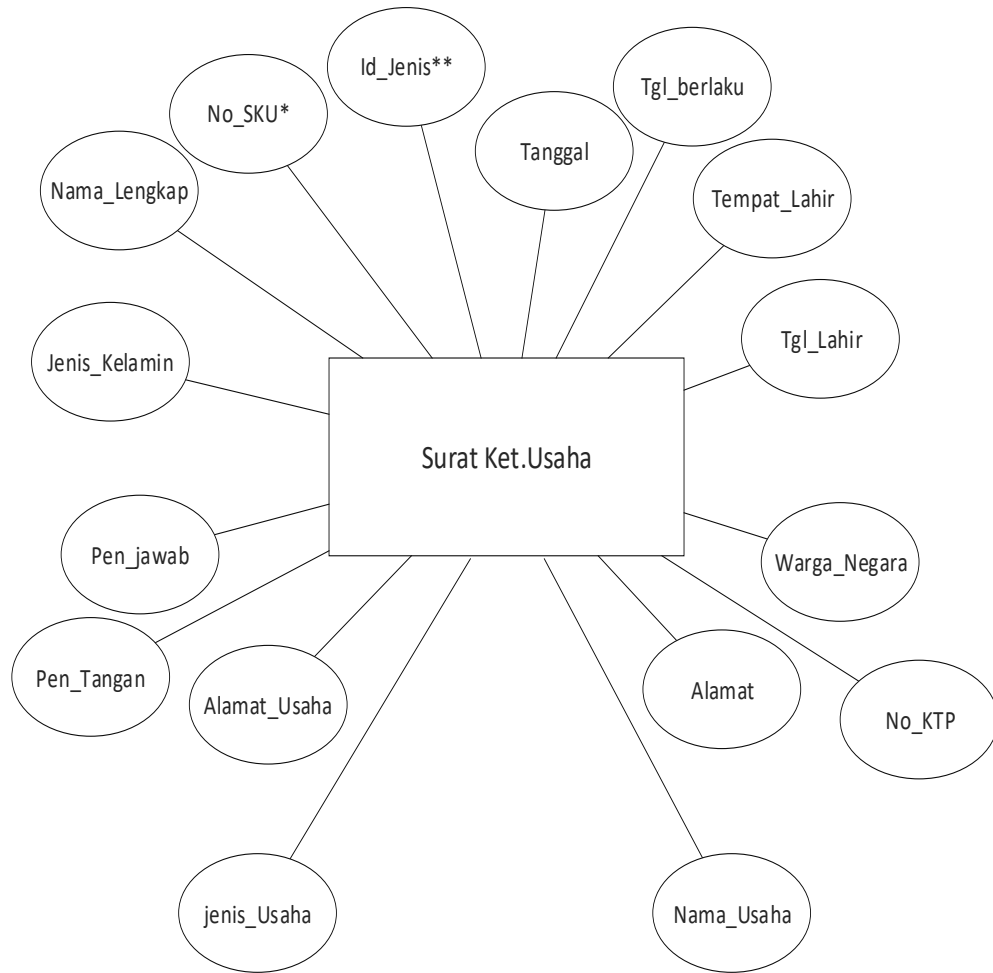 Id_Jenis**
Tgl_berlaku
No_SKU*
Tanggal
Nama_Lengkap
Tempat_Lahir
Tgl_Lahir
Jenis_Kelamin
Surat Ket.Usaha
Pen_jawab
Warga_Negara
Pen_Tangan
Alamat_Usaha
Alamat
No_KTP
jenis_Usaha
Nama_Usaha